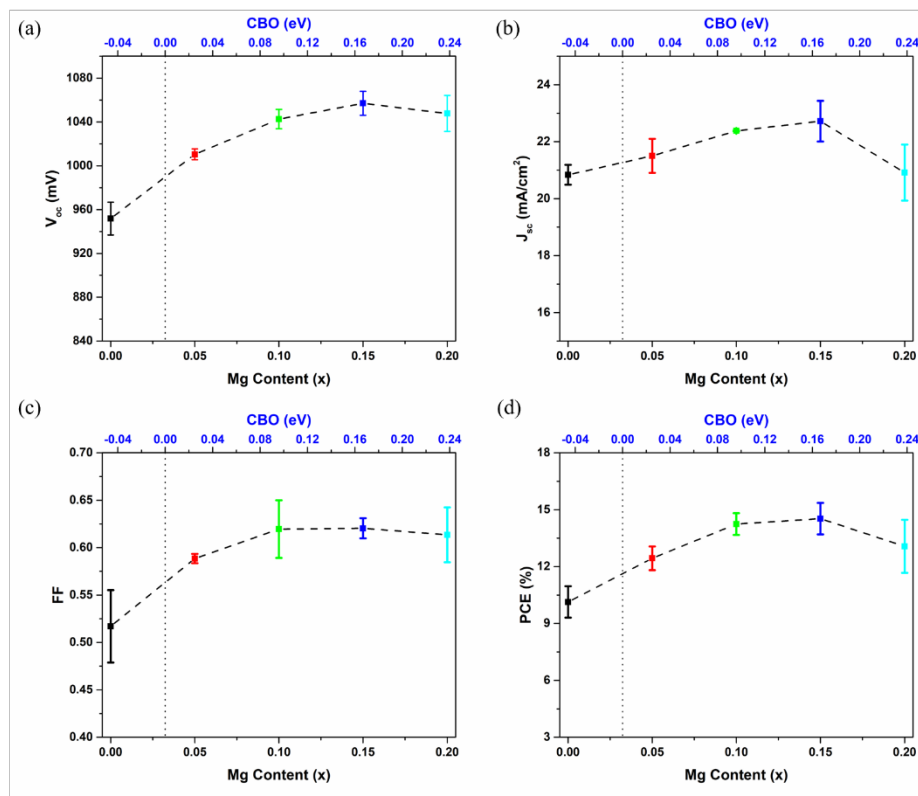 (a)
CBO (eV)
-0.04 0.00 0.04 0.08 0.12 0.16 0.20 0.24
1080
1040
1000
960
920
880
840
V_oc (mV)
0.00 0.05 0.10 0.15 0.20
Mg Content (x)
(b)
CBO (eV)
-0.04 0.00 0.04 0.08 0.12 0.16 0.20 0.24
24
22
20
18
16
J_sc (mA/cm²)
0.00 0.05 0.10 0.15 0.20
Mg Content (x)
(c)
CBO (eV)
-0.04 0.00 0.04 0.08 0.12 0.16 0.20 0.24
0.70
0.65
0.60
0.55
0.50
0.45
0.40
FF
0.00 0.05 0.10 0.15 0.20
Mg Content (x)
(d)
CBO (eV)
-0.04 0.00 0.04 0.08 0.12 0.16 0.20 0.24
18
15
12
9
6
3
PCE (%)
0.00 0.05 0.10 0.15 0.20
Mg Content (x)